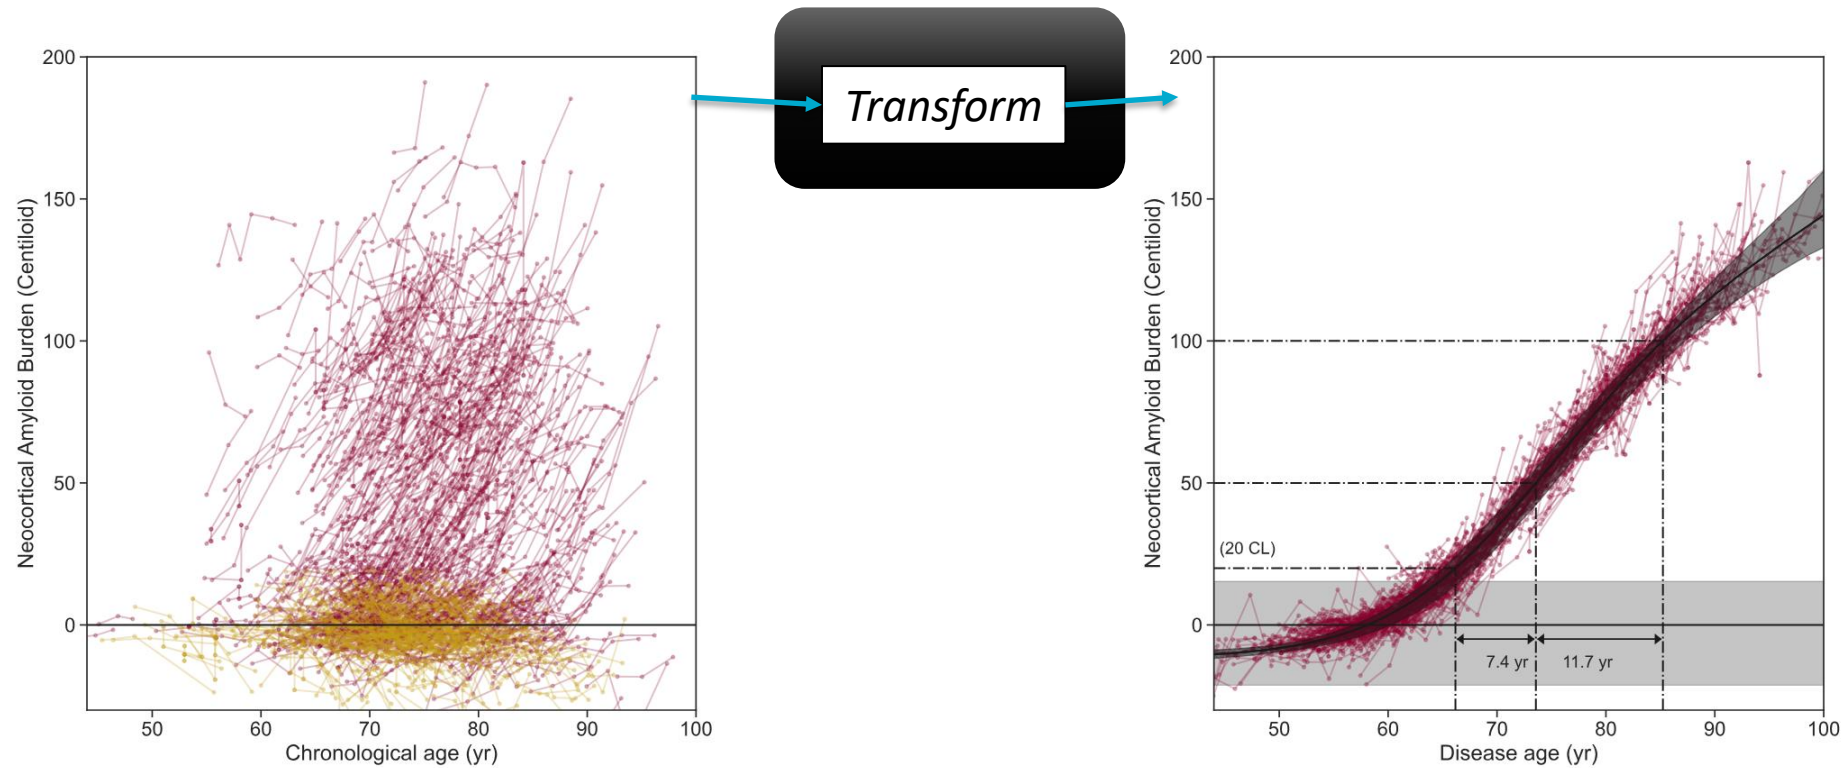 Transform
200
150
100
50
0
Neocortical Amyloid Burden (Centiloid)
50
60
70
80
90
100
Chronological age (yr)
200
150
100
50
0
Neocortical Amyloid Burden (Centiloid)
(20 CL)
7.4 yr
11.7 yr
50
60
70
80
90
100
Disease age (yr)